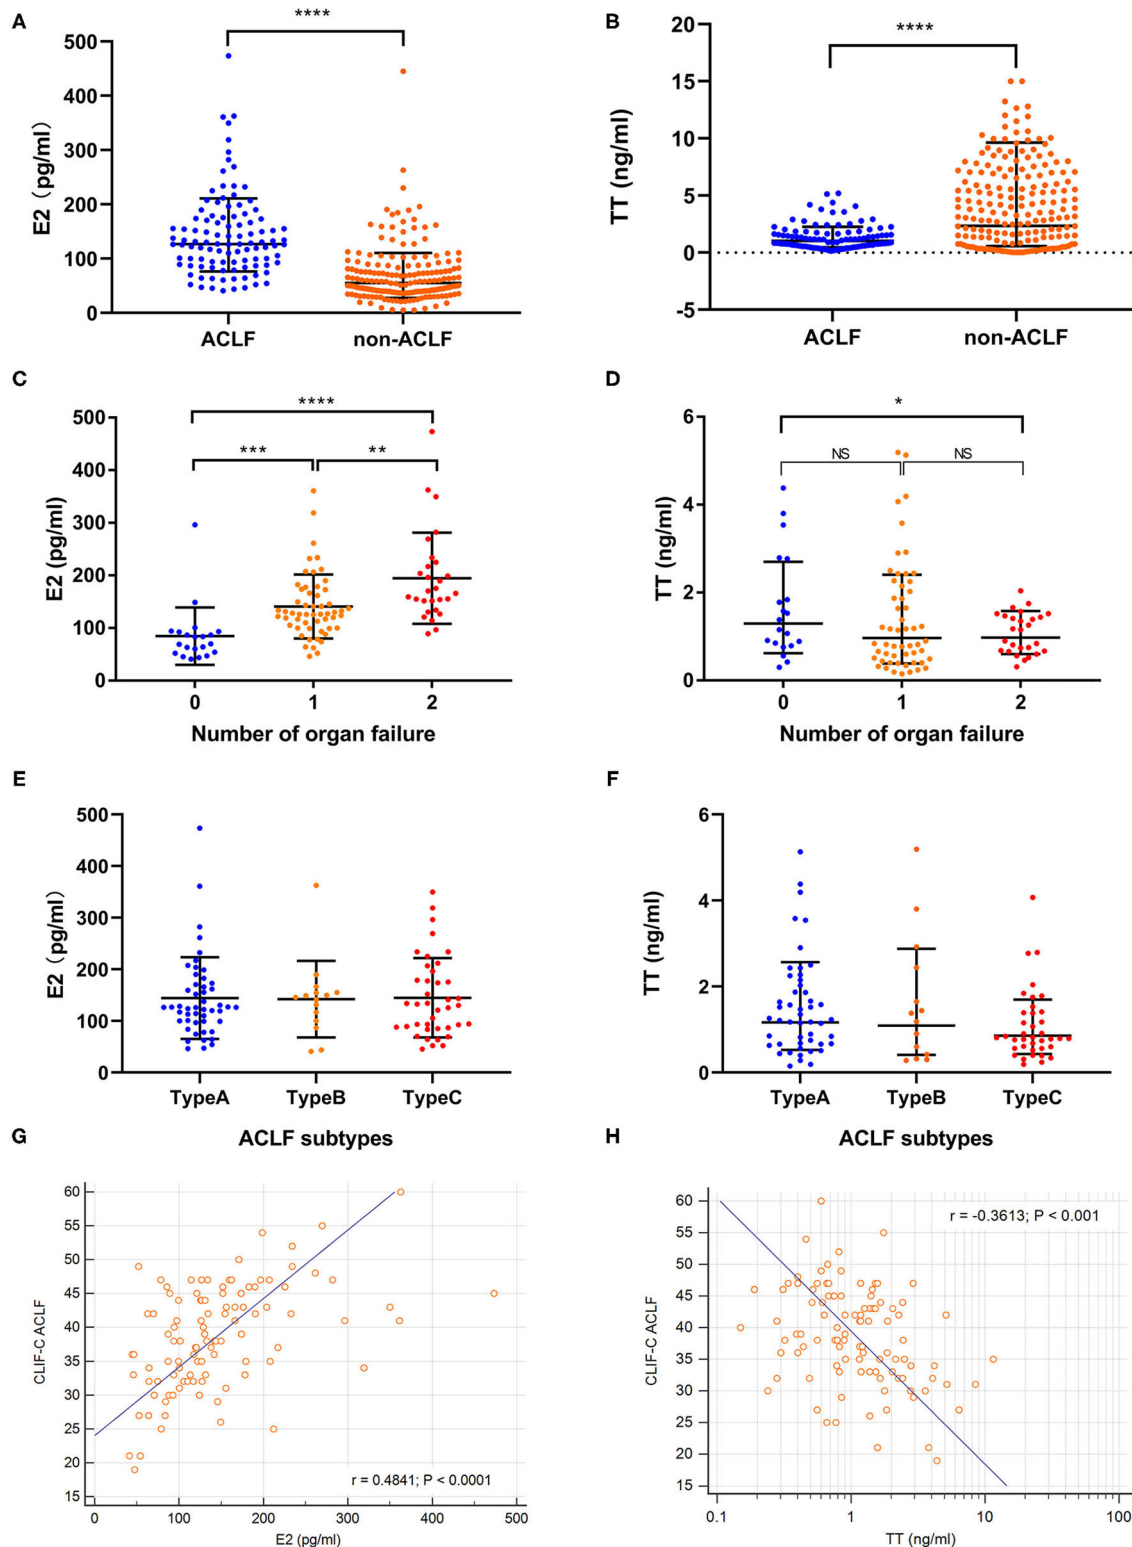 A
****
500
400
300
200
100
0
E2 (pg/ml)
ACLF
non-ACLF
B
****
20
15
10
5
0
-5
TT (ng/ml)
ACLF
non-ACLF
C
****
***
**
500
400
300
200
100
0
E2 (pg/ml)
0
1
2
Number of organ failure
D
*
NS
NS
6
4
2
0
TT (ng/ml)
0
1
2
Number of organ failure
E
500
400
300
200
100
0
E2 (pg/ml)
TypeA
TypeB
TypeC
ACLF subtypes
F
6
4
2
0
TT (ng/ml)
TypeA
TypeB
TypeC
ACLF subtypes
G
60
55
50
45
40
35
30
25
20
15
CLIF-C ACLF
r = 0.4841; P < 0.0001
0
100
200
300
400
500
E2 (pg/ml)
H
60
55
50
45
40
35
30
25
20
15
CLIF-C ACLF
r = -0.3613; P < 0.001
0.1
1
10
100
TT (ng/ml)